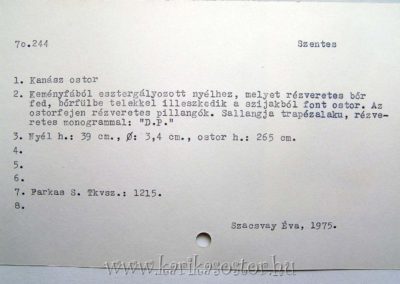 7o.244 Szentes
1. Kanász ostor
2. Keményfából esztergályozott nyélhez, melyet rézveretes bőr
fed, bőrfülbe telekkel illeszkedik a szijakból font ostor. Az
ostorfejen rézveretes pillangók. Sallangja trapézalaku, rézve-
retes monogrammal: "D.P."
3. Nyél h.: 39 cm., Ø: 3,4 cm., ostor h.: 265 cm.
4.
5.
6.
7. Farkas S. Tkvsz.: 1215.
8.
Szacsvay Éva, 1975.
www.karikasostor.hu